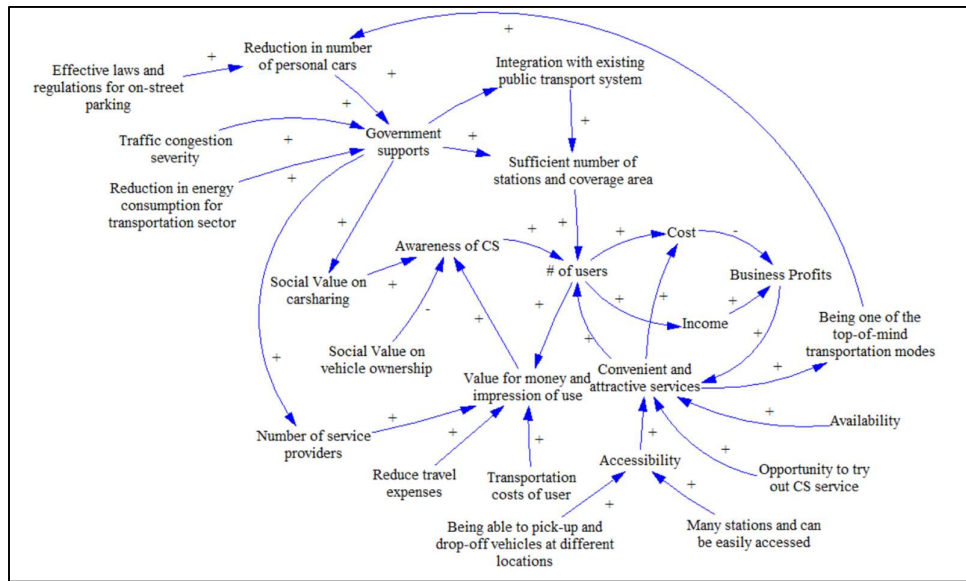 Reduction in number
of personal cars
+
+
Effective laws and
regulations for on-street
parking
+
Integration with existing
public transport system
+
+
Traffic congestion
severity
+
Government
supports
+
+
Sufficient number of
stations and coverage area
Reduction in energy
consumption for
transportation sector
+
+
Awareness of CS
+
+
+
Cost
-
Social Value on
carsharing
+
# of users
Business Profits
+
-
+
+
+
+
Income
Being one of the
top-of-mind
transportation modes
Social Value on
vehicle ownership
+
+
+
Value for money and
impression of use
Convenient and
attractive services
+
Number of service
providers
+
+
+
+
+
+
Availability
Reduce travel
expenses
Transportation
costs of user
Accessibility
+
Opportunity to try
out CS service
Being able to pick-up and
drop-off vehicles at different
locations
+
+
Many stations and can
be easily accessed